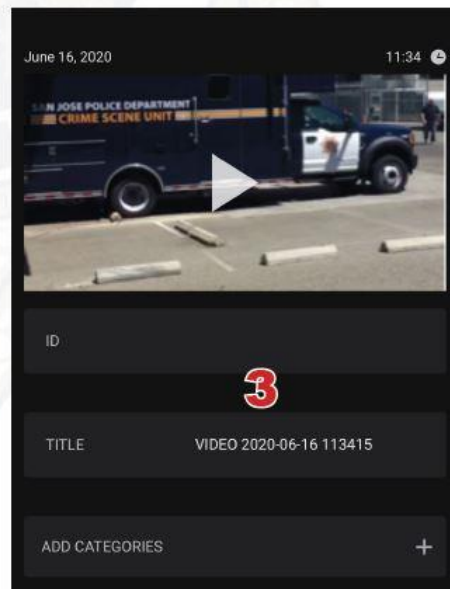 June 16, 2020 11:34
SAN JOSE POLICE DEPARTMENT
CRIME SCENE UNIT
ID
3
TITLE VIDEO 2020-06-16 113415
ADD CATEGORIES +